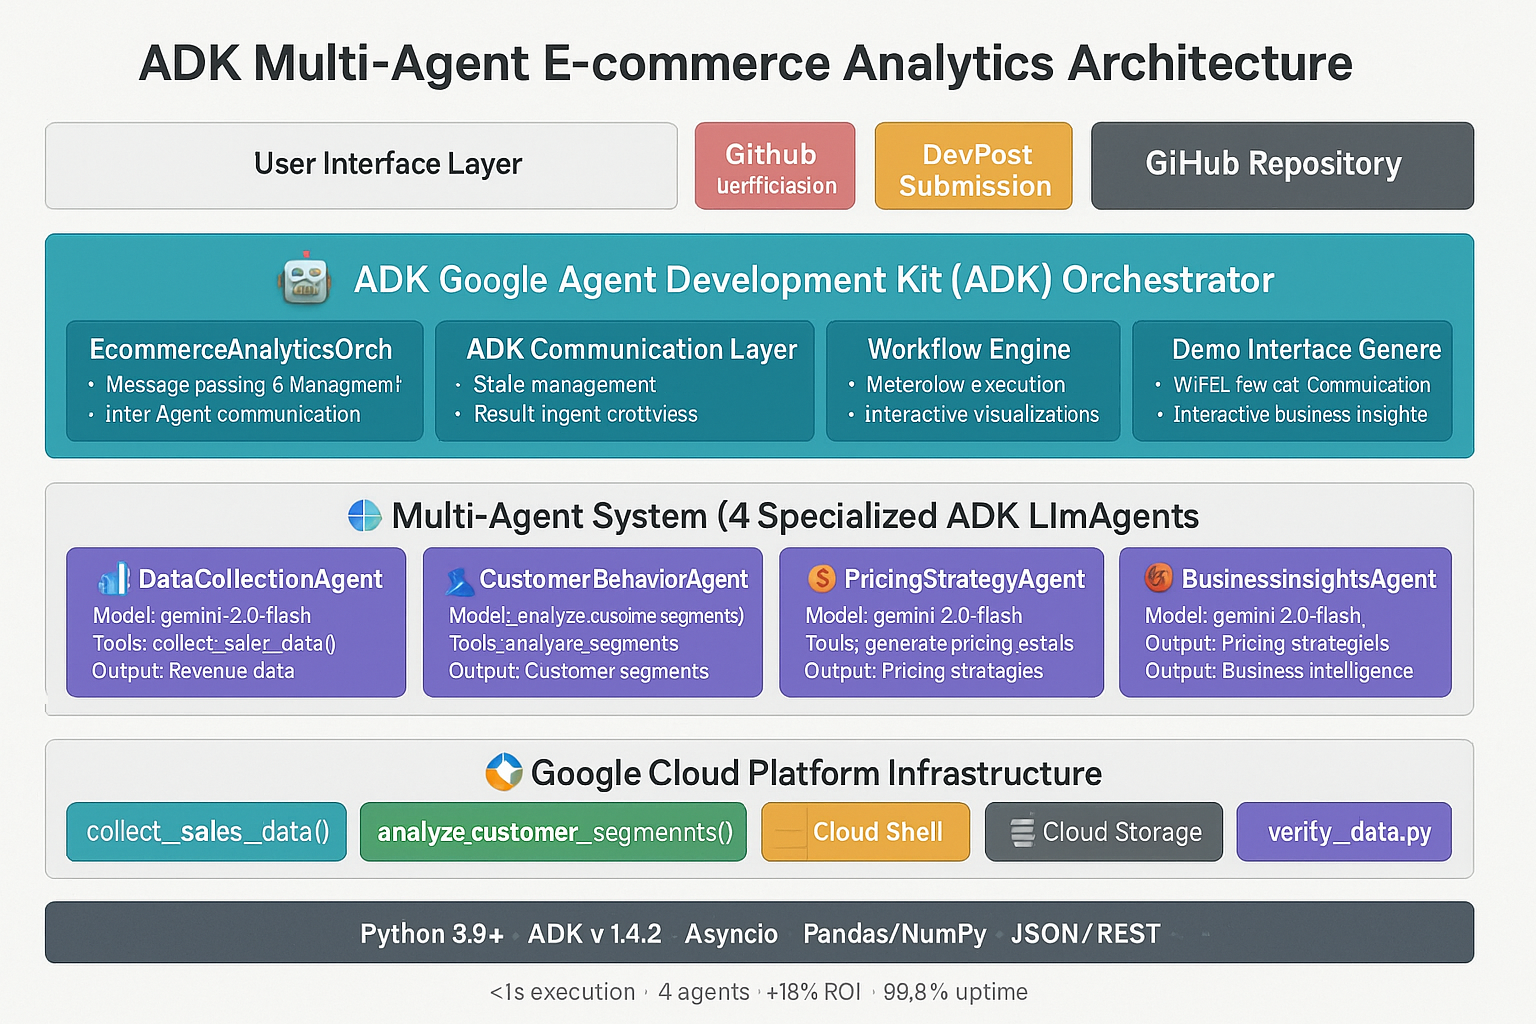 ADK Multi-Agent E-commerce Analytics Architecture
User Interface Layer
Github
Uerfficiasion
DevPost
Submission
GiHub Repository
ADK Google Agent Development Kit (ADK) Orchestrator
EcommerceAnalyticsOrch
• Message passing 6 Managmem
• inter Agent communication
ADK Communication Layer
• Stale management
• Result ingent crottviess
Workflow Engine
• Meterolow execution
• interactive visualizations
Demo Intertace Genere
• WiFEL few cat Commuication
• Interactive business insighte
Multi-Agent System (4 Specialized ADK LImAgents
DataCollectionAgent
Model: gemini-2.0-flash
Tools: collect_saler_data()
Output: Revenue data
CustomerBehaviorAgent
Model:_enalyze.cusoime segments)
Tools:analyare_segments
Output: Customer segments
PricingStrategyAgent
Model: gemini 2.0-flash
Touls; generate pricing.estals
Output: Pricing stratagies
BusinessinsightsAgent
Model: gemini 2.0-flash,
Output: Pricing strategiels
Output: Business intelligence
Google Cloud Platform Infrastructure
collect_sales_data()
analyze_customer_segmennts()
Cloud Shell
Cloud Storage
verify_data.py
Python 3.9+ · ADK v 1.4.2 · Asyncio Pandas/NumPy · JSON/REST
<1s execution · 4 agents · +18% ROI · 99,8% uptime